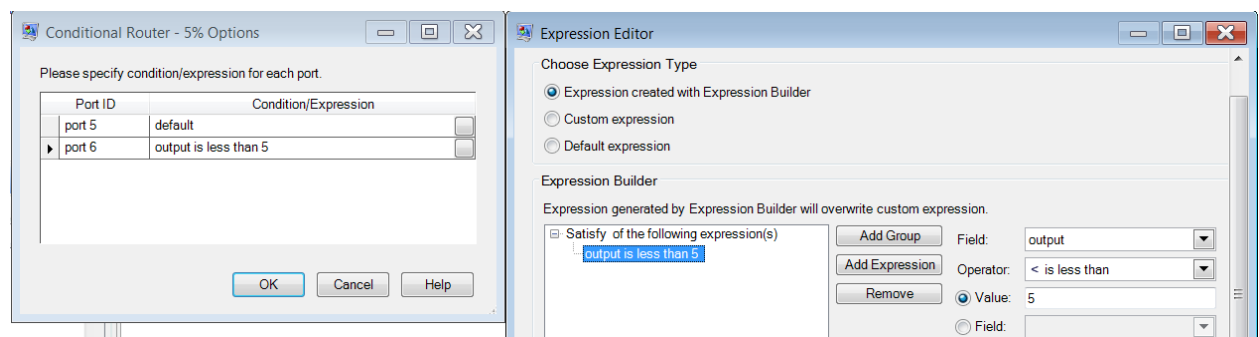 Conditional Router - 5% Options
Please specify condition/expression for each port.
Port ID Condition/Expression
port 5 default
port 6 output is less than 5
OK Cancel Help
Expression Editor
Choose Expression Type
Expression created with Expression Builder
Custom expression
Default expression
Expression Builder
Expression generated by Expression Builder will overwrite custom expression.
Satisfy of the following expression(s)
output is less than 5
Add Group
Add Expression
Remove
Field: output
Operator: < is less than
Value: 5
Field: